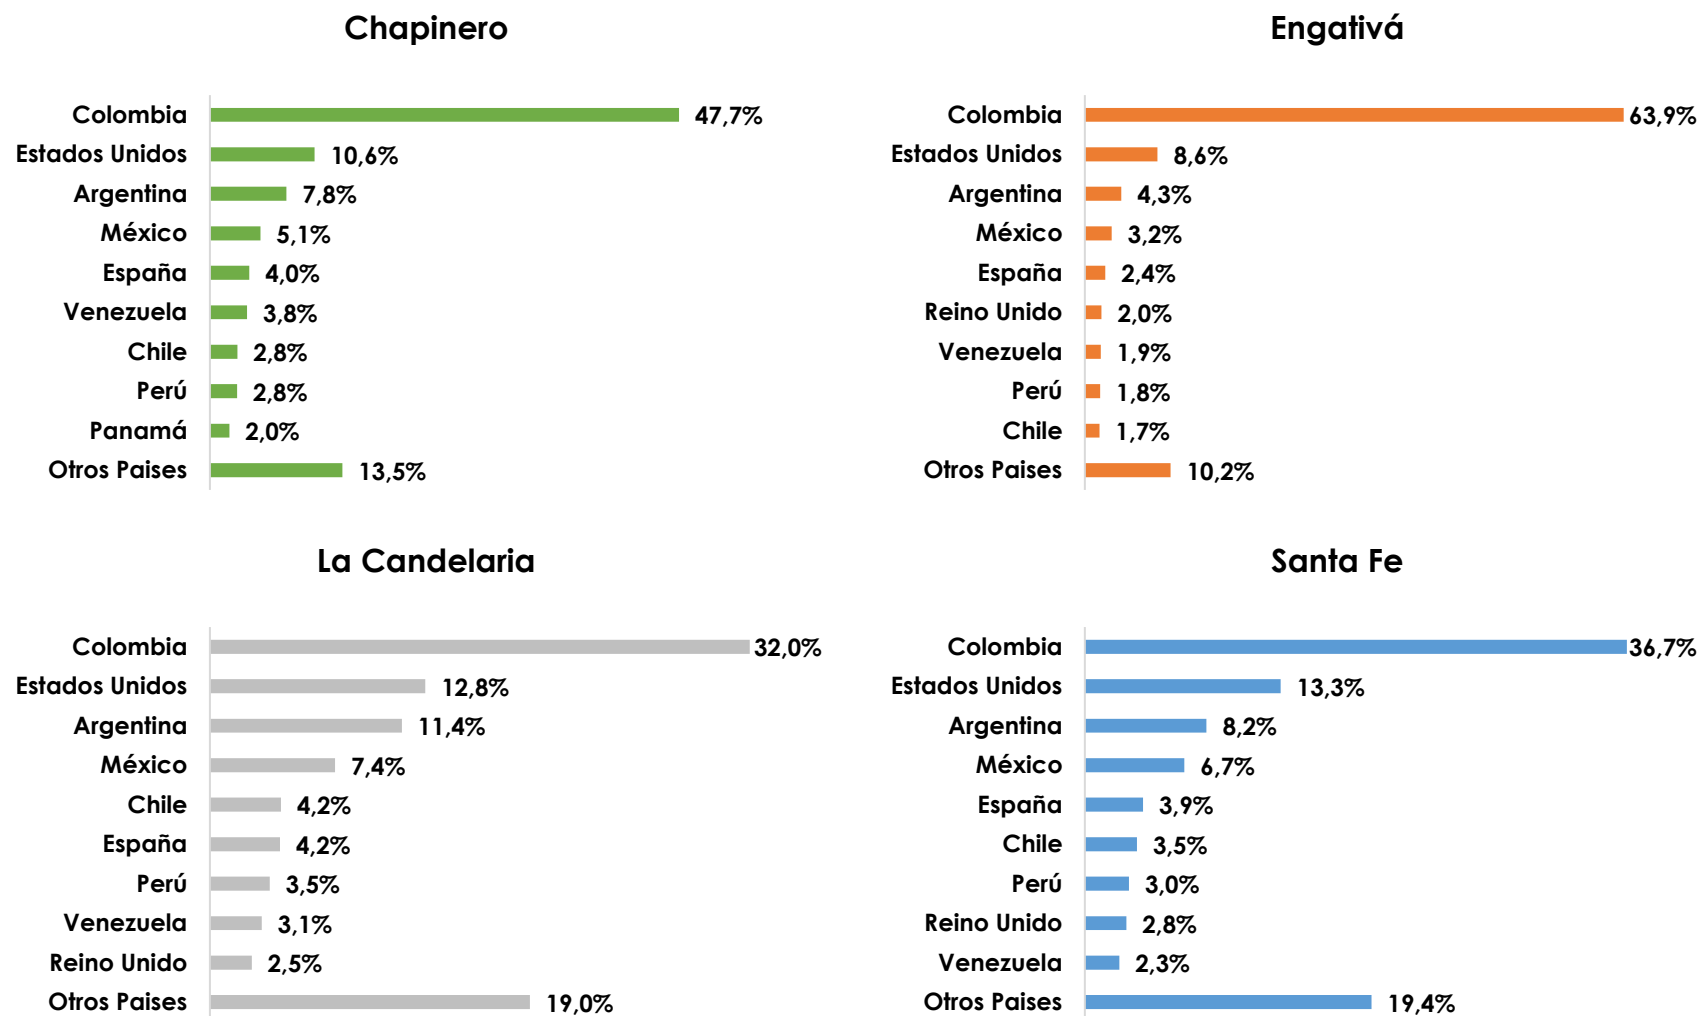 Chapinero
Colombia 47,7%
Estados Unidos 10,6%
Argentina 7,8%
México 5,1%
España 4,0%
Venezuela 3,8%
Chile 2,8%
Perú 2,8%
Panamá 2,0%
Otros Paises 13,5%
Engativá
Colombia 63,9%
Estados Unidos 8,6%
Argentina 4,3%
México 3,2%
España 2,4%
Reino Unido 2,0%
Venezuela 1,9%
Perú 1,8%
Chile 1,7%
Otros Paises 10,2%
La Candelaria
Colombia 32,0%
Estados Unidos 12,8%
Argentina 11,4%
México 7,4%
Chile 4,2%
España 4,2%
Perú 3,5%
Venezuela 3,1%
Reino Unido 2,5%
Otros Paises 19,0%
Santa Fe
Colombia 36,7%
Estados Unidos 13,3%
Argentina 8,2%
México 6,7%
España 3,9%
Chile 3,5%
Perú 3,0%
Reino Unido 2,8%
Venezuela 2,3%
Otros Paises 19,4%